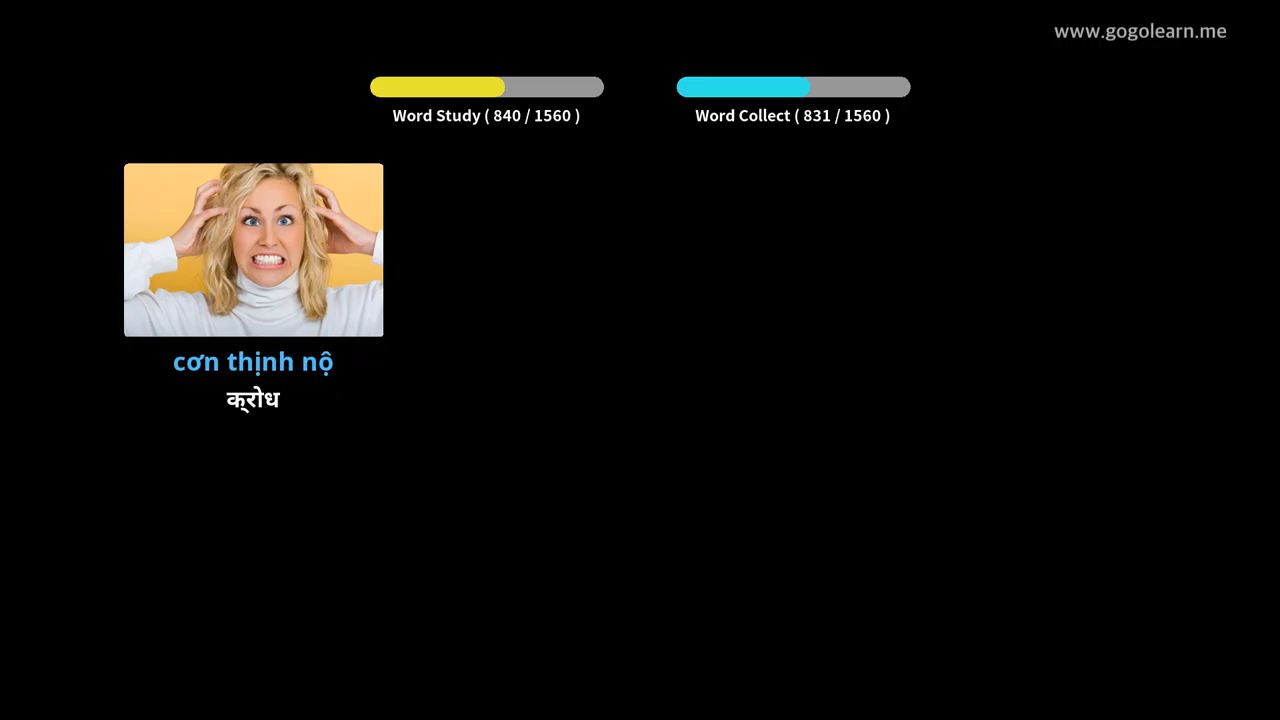 www.gogolearn.me
Word Study ( 840 / 1560 )
Word Collect ( 831 / 1560 )
cơn thịnh nộ
क्रोध